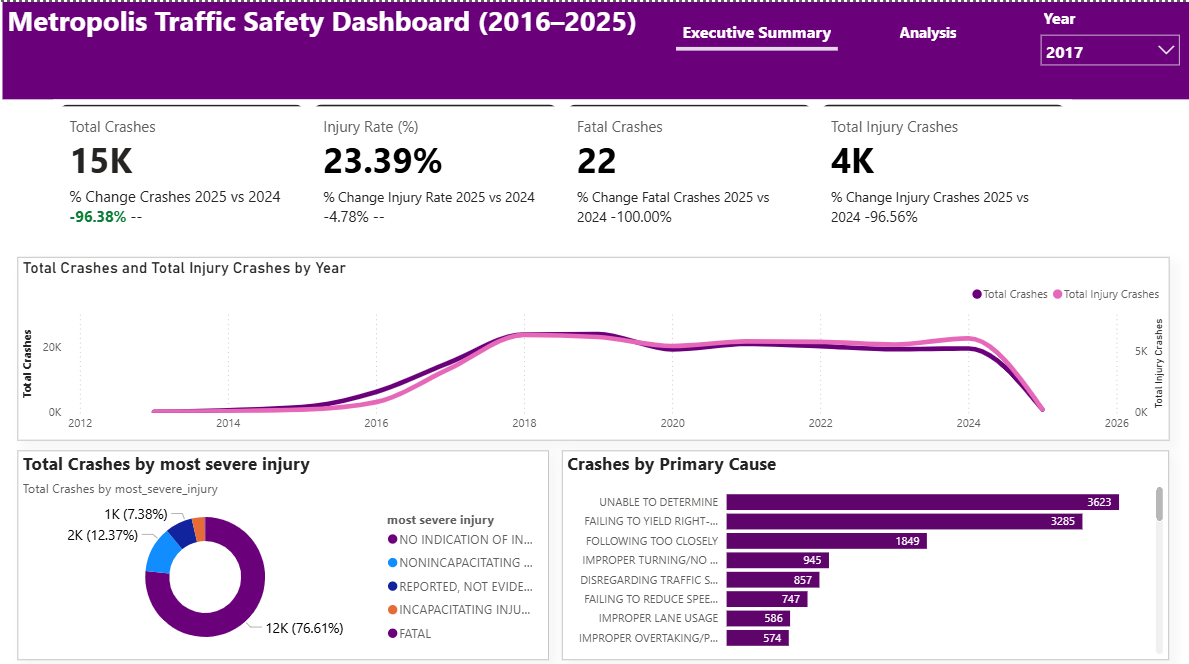 Metropolis Traffic Safety Dashboard (2016–2025)
Executive Summary
Analysis
Year
2017
Total Crashes
15K
% Change Crashes 2025 vs 2024
-96.38% --
Injury Rate (%)
23.39%
% Change Injury Rate 2025 vs 2024
-4.78% --
Fatal Crashes
22
% Change Fatal Crashes 2025 vs
2024 -100.00%
Total Injury Crashes
4K
% Change Injury Crashes 2025 vs
2024 -96.56%
Total Crashes and Total Injury Crashes by Year
Total Crashes
Total Injury Crashes
Total Crashes
20K
0K
Total Injury Crashes
5K
0K
2012
2014
2016
2018
2020
2022
2024
2026
Total Crashes by most severe injury
Total Crashes by most_severe_injury
1K (7.38%)
2K (12.37%)
12K (76.61%)
most severe injury
NO INDICATION OF IN...
NONINCAPACITATING ...
REPORTED, NOT EVIDE...
INCAPACITATING INJU...
FATAL
Crashes by Primary Cause
UNABLE TO DETERMINE 3623
FAILING TO YIELD RIGHT-... 3285
FOLLOWING TOO CLOSELY 1849
IMPROPER TURNING/NO ... 945
DISREGARDING TRAFFIC S... 857
FAILING TO REDUCE SPEE... 747
IMPROPER LANE USAGE 586
IMPROPER OVERTAKING/P... 574